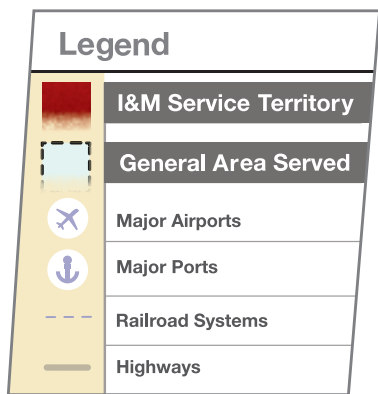 Legend
I&M Service Territory
General Area Served
Major Airports
Major Ports
Railroad Systems
Highways